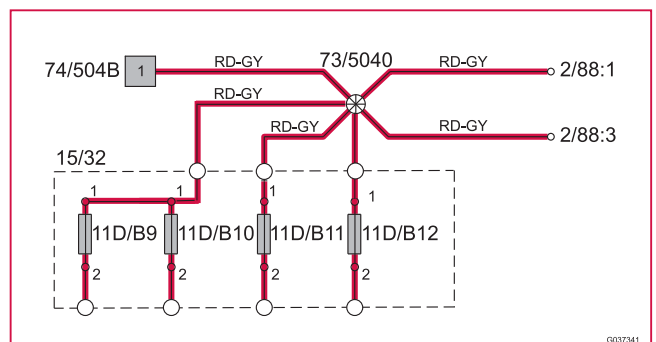 74/504B
1
RD-GY
73/5040
RD-GY
2/88:1
RD-GY
RD-GY
RD-GY
2/88:3
15/32
1
1
1
1
11D/B9
11D/B10
11D/B11
11D/B12
2
2
2
2
G037341